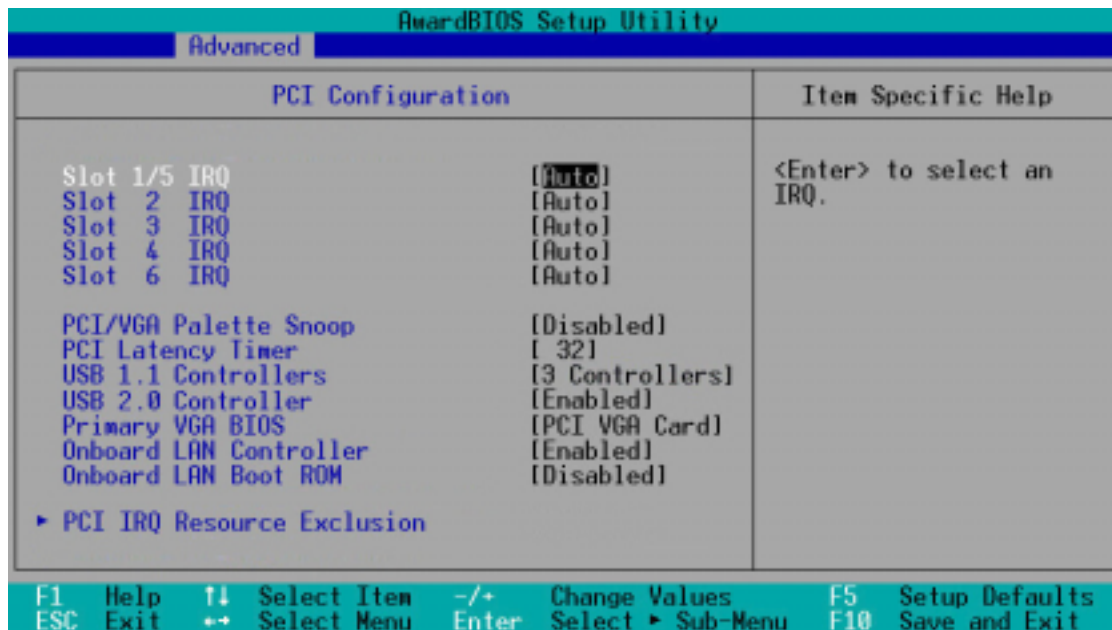 AwardBIOS Setup Utility
Advanced
PCI Configuration
Item Specific Help
Slot 1/5 IRQ [Auto]
Slot 2 IRQ [Auto]
Slot 3 IRQ [Auto]
Slot 4 IRQ [Auto]
Slot 6 IRQ [Auto]
PCI/VGA Palette Snoop [Disabled]
PCI Latency Timer [ 32]
USB 1.1 Controllers [3 Controllers]
USB 2.0 Controller [Enabled]
Primary VGA BIOS [PCI VGA Card]
Onboard LAN Controller [Enabled]
Onboard LAN Boot ROM [Disabled]
▸ PCI IRQ Resource Exclusion
<Enter> to select an
IRQ.
F1 Help ↑↓ Select Item -/+ Change Values F5 Setup Defaults
ESC Exit ←→ Select Menu Enter Select ▸ Sub-Menu F10 Save and Exit